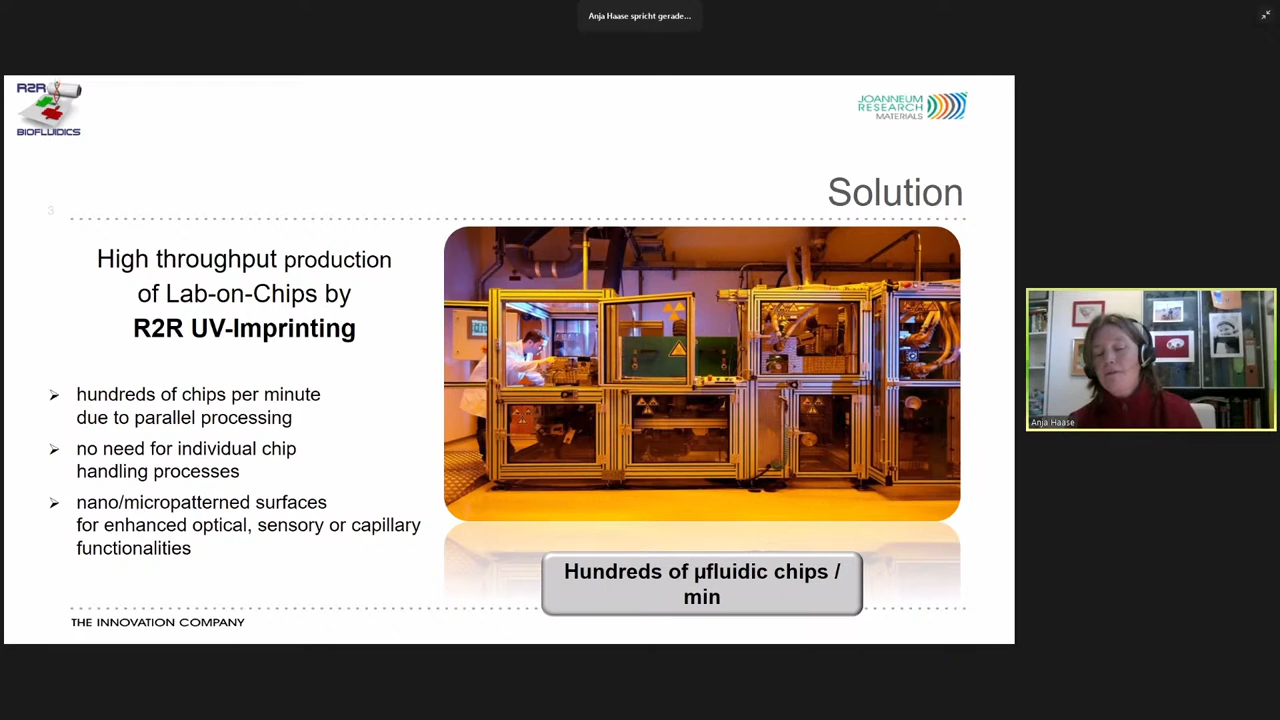 Anja Haase spricht gerade...
R2R
BIOFLUIDICS
JOANNEUM
RESEARCH
MATERIALS
Solution
3
High throughput production
of Lab-on-Chips by
R2R UV-Imprinting
hundreds of chips per minute
due to parallel processing
no need for individual chip
handling processes
nano/micropatterned surfaces
for enhanced optical, sensory or capillary
functionalities
Hundreds of µfluidic chips /
min
THE INNOVATION COMPANY
Anja Haase